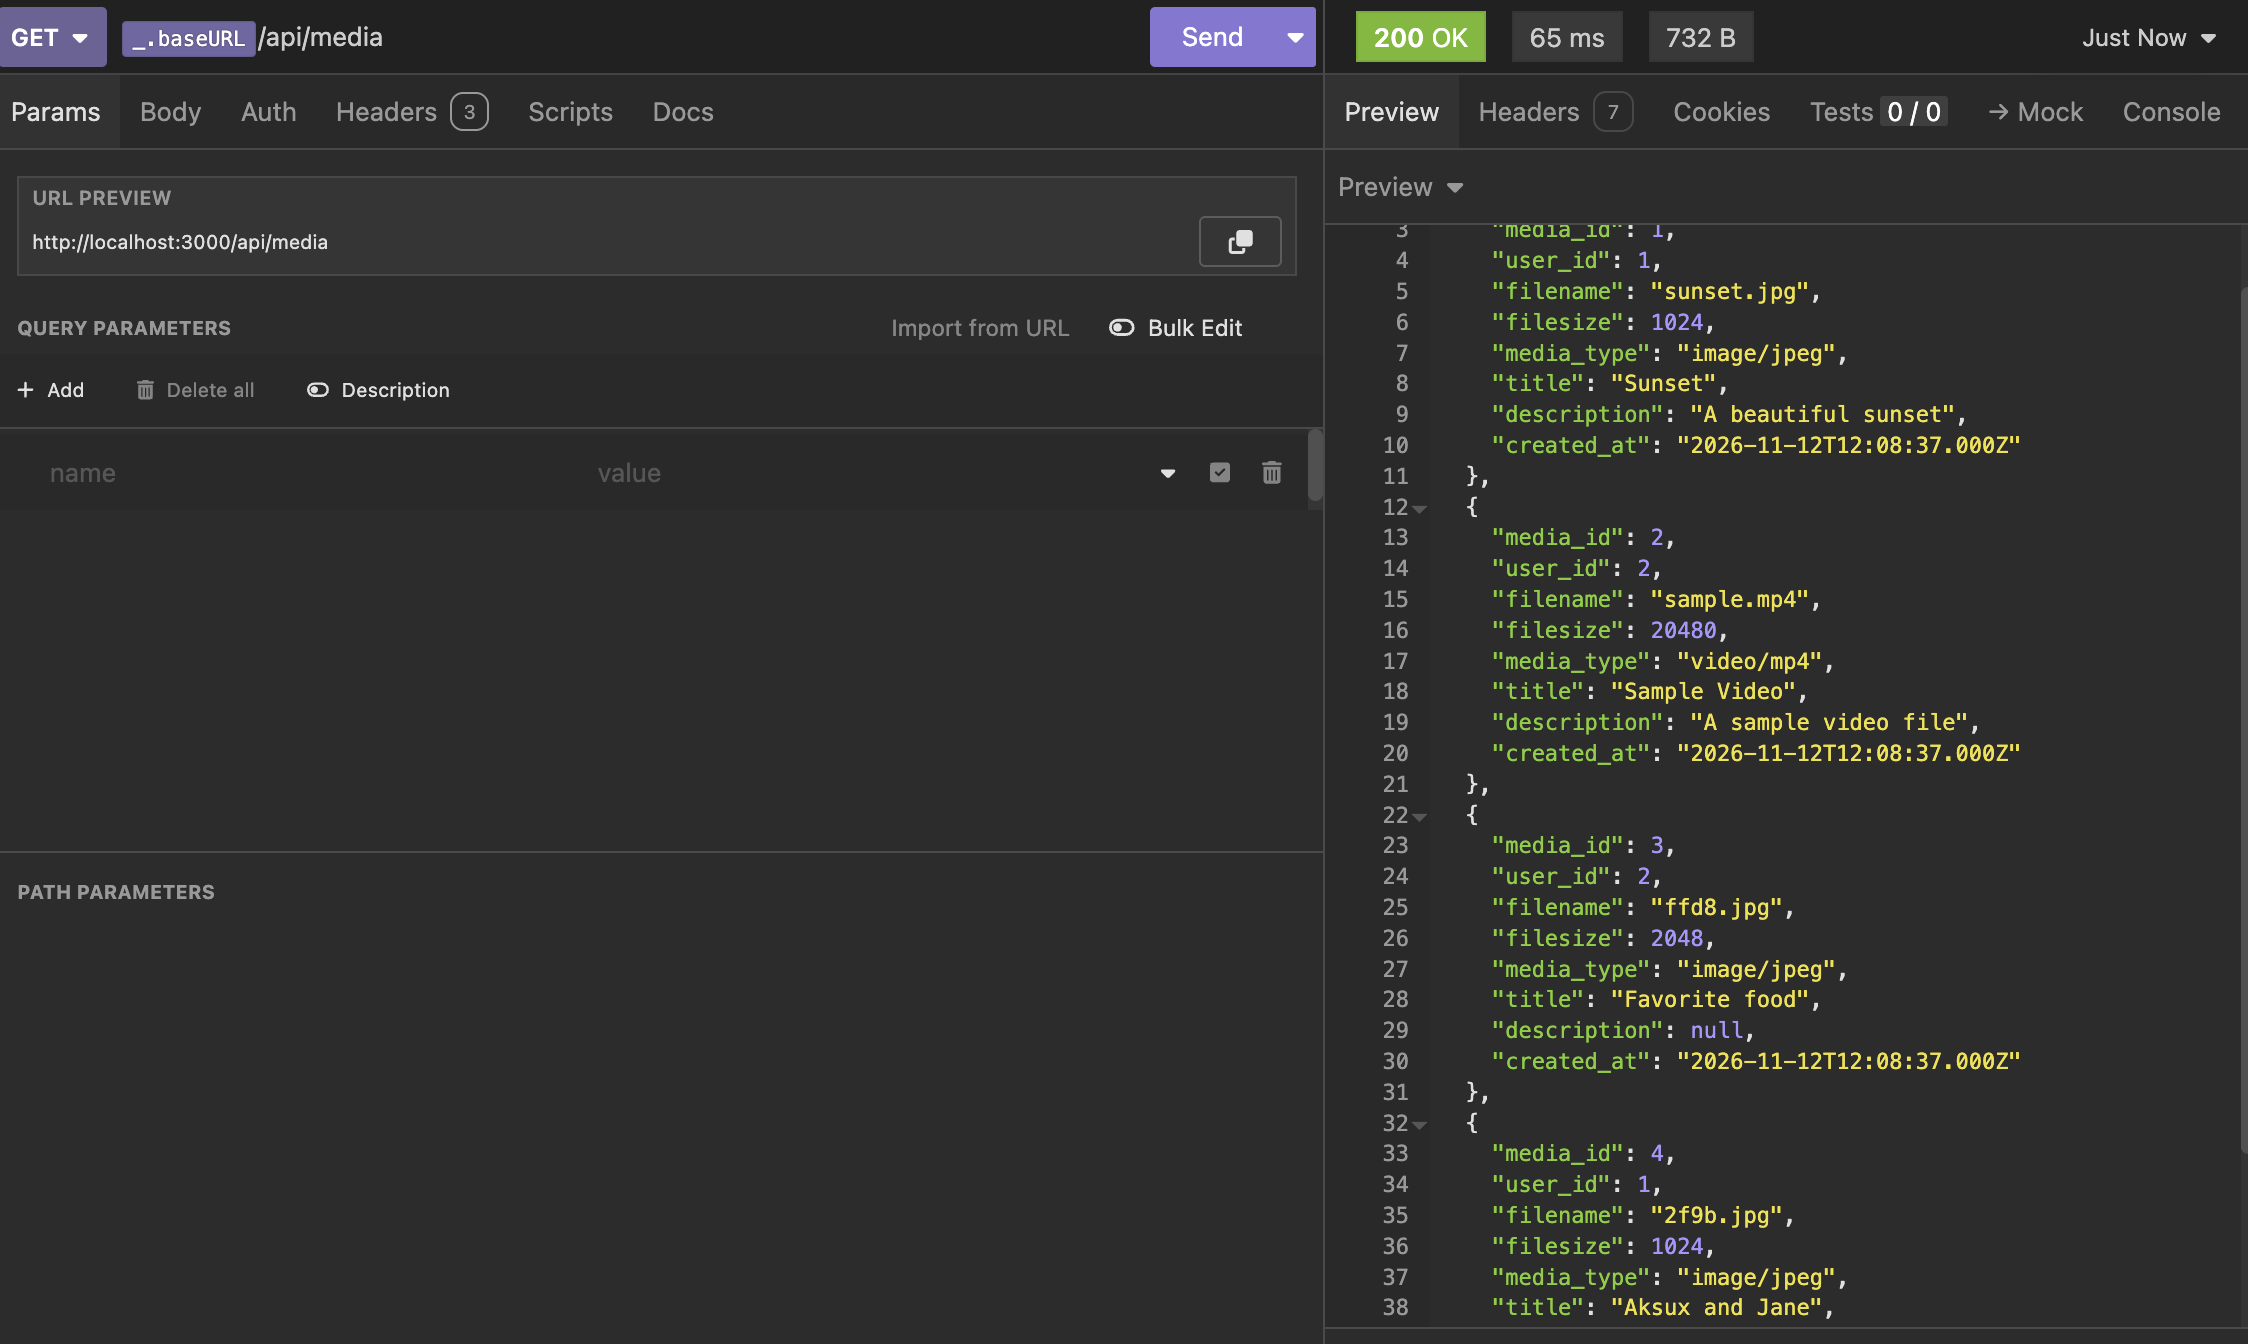 GET _.baseURL/api/media Send
Params Body Auth Headers 3 Scripts Docs
URL PREVIEW
http://localhost:3000/api/media
QUERY PARAMETERS Import from URL Bulk Edit
+ Add Delete all Description
name value
PATH PARAMETERS
200 OK 65 ms 732 B Just Now
Preview Headers 7 Cookies Tests 0 / 0 → Mock Console
Preview
3 "media_id": 1,
4 "user_id": 1,
5 "filename": "sunset.jpg",
6 "filesize": 1024,
7 "media_type": "image/jpeg",
8 "title": "Sunset",
9 "description": "A beautiful sunset",
10 "created_at": "2026-11-12T12:08:37.000Z"
11 },
12 {
13 "media_id": 2,
14 "user_id": 2,
15 "filename": "sample.mp4",
16 "filesize": 20480,
17 "media_type": "video/mp4",
18 "title": "Sample Video",
19 "description": "A sample video file",
20 "created_at": "2026-11-12T12:08:37.000Z"
21 },
22 {
23 "media_id": 3,
24 "user_id": 2,
25 "filename": "ffd8.jpg",
26 "filesize": 2048,
27 "media_type": "image/jpeg",
28 "title": "Favorite food",
29 "description": null,
30 "created_at": "2026-11-12T12:08:37.000Z"
31 },
32 {
33 "media_id": 4,
34 "user_id": 1,
35 "filename": "2f9b.jpg",
36 "filesize": 1024,
37 "media_type": "image/jpeg",
38 "title": "Aksux and Jane",